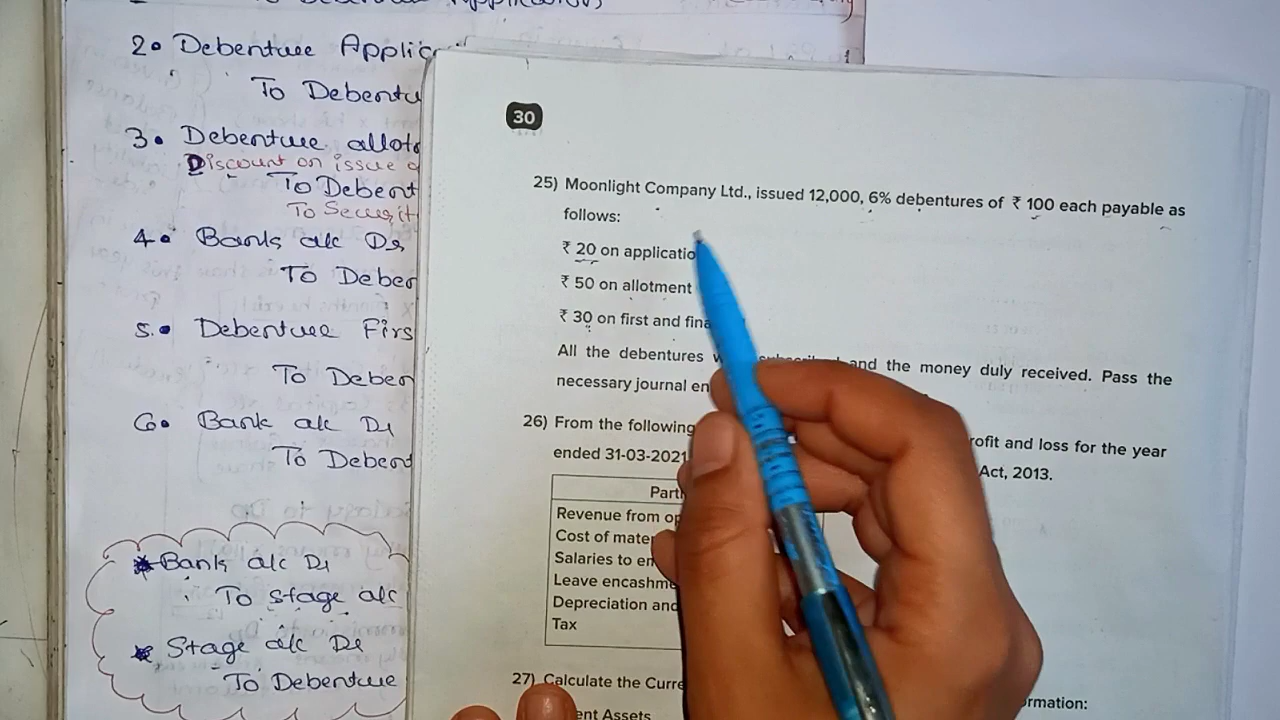 2. Debenture Applic
To Debentu
3. Debenture allot
Discount on issue
To Debent
To Securit
4. Bank a/c Dr
To Deben
5. Debenture Firs
To Deben
6. Bank a/c Dr
To Debent
Bank a/c Dr
To stage a/c
Stage a/c Dr
To Debenture
30
25) Moonlight Company Ltd., issued 12,000, 6% debentures of ₹ 100 each payable as
follows:
₹ 20 on applicatio
₹ 50 on allotment
₹ 30 on first and fina
All the debentures and the money duly received. Pass the
necessary journal en
26) From the following rofit and loss for the year
ended 31-03-2021 Act, 2013.
Parti
Revenue from op
Cost of mater
Salaries to em
Leave encashme
Depreciation and
Tax
27) Calculate the Curre rmation:
ent Assets